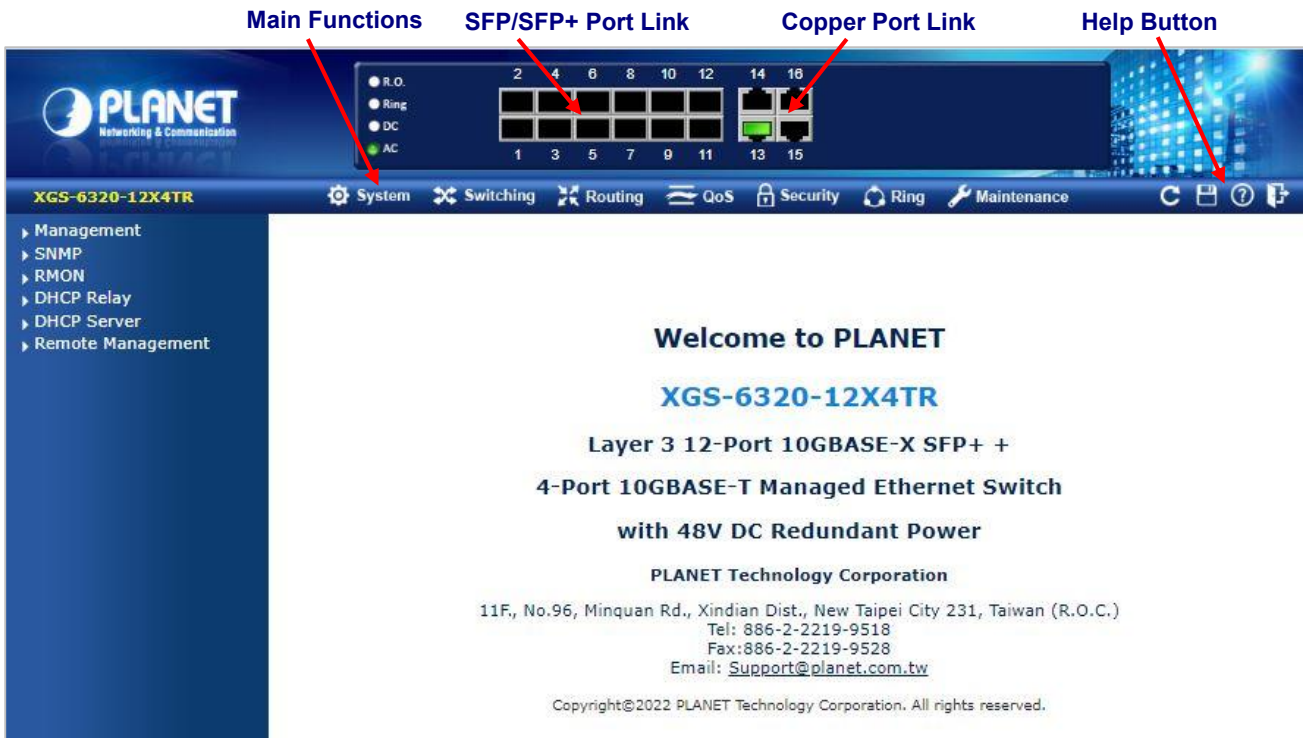 Main Functions SFP/SFP+ Port Link Copper Port Link Help Button
PLANET
Networking & Communication
R.O.
Ring
DC
AC
2 4 6 8 10 12 14 16
1 3 5 7 9 11 13 15
XGS-6320-12X4TR System Switching Routing QoS Security Ring Maintenance
Management
SNMP
RMON
DHCP Relay
DHCP Server
Remote Management
Welcome to PLANET
XGS-6320-12X4TR
Layer 3 12-Port 10GBASE-X SFP+ +
4-Port 10GBASE-T Managed Ethernet Switch
with 48V DC Redundant Power
PLANET Technology Corporation
11F., No.96, Minquan Rd., Xindian Dist., New Taipei City 231, Taiwan (R.O.C.)
Tel: 886-2-2219-9518
Fax:886-2-2219-9528
Email: Support@planet.com.tw
Copyright©2022 PLANET Technology Corporation. All rights reserved.